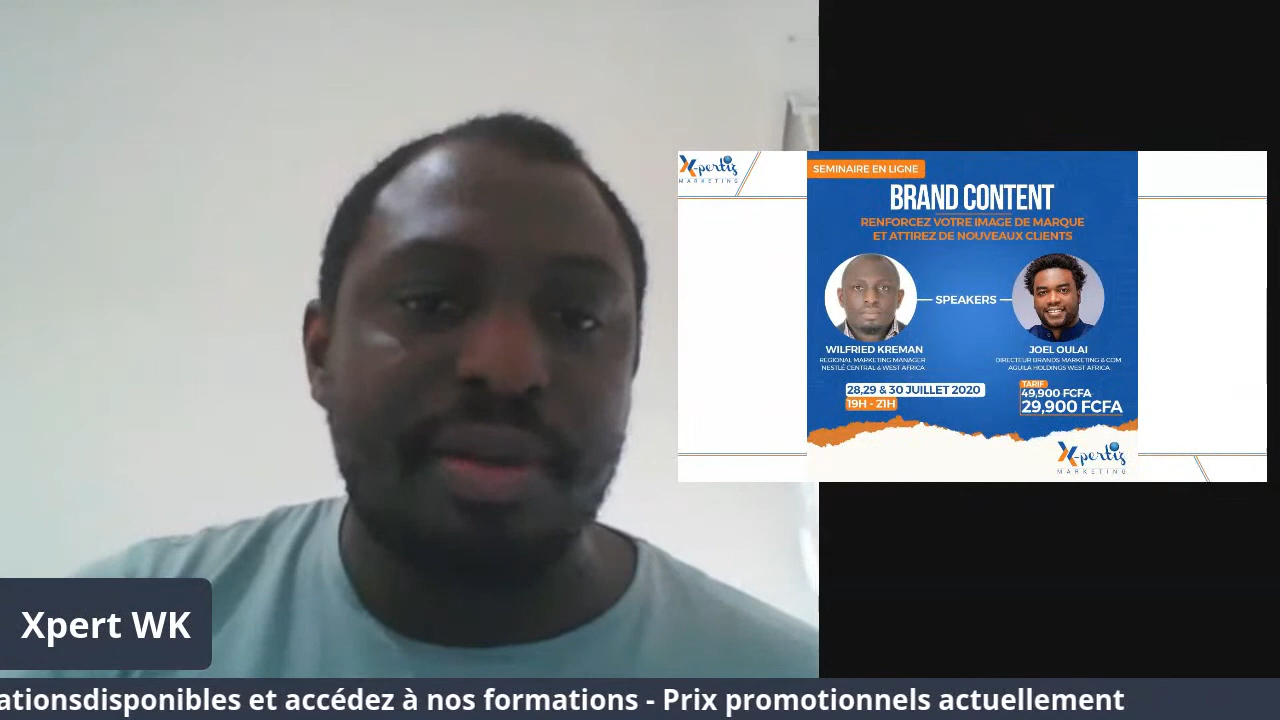 X-pertis
MARKETING
SEMINAIRE EN LIGNE
BRAND CONTENT
RENFORCEZ VOTRE IMAGE DE MARQUE
ET ATTIREZ DE NOUVEAUX CLIENTS
SPEAKERS
WILFRIED KREMAN
REGIONAL MARKETING MANAGER
NESTLÉ CENTRAL & WEST AFRICA
JOEL OULAI
DIRECTEUR BRANDS MARKETING & COM
AGUILA HOLDINGS WEST AFRICA
28,29 & 30 JUILLET 2020
19H - 21H
TARIF
49,900 FCFA
29,900 FCFA
X-pertis
MARKETING
Xpert WK
ationsdisponibles et accédez à nos formations - Prix promotionnels actuellement